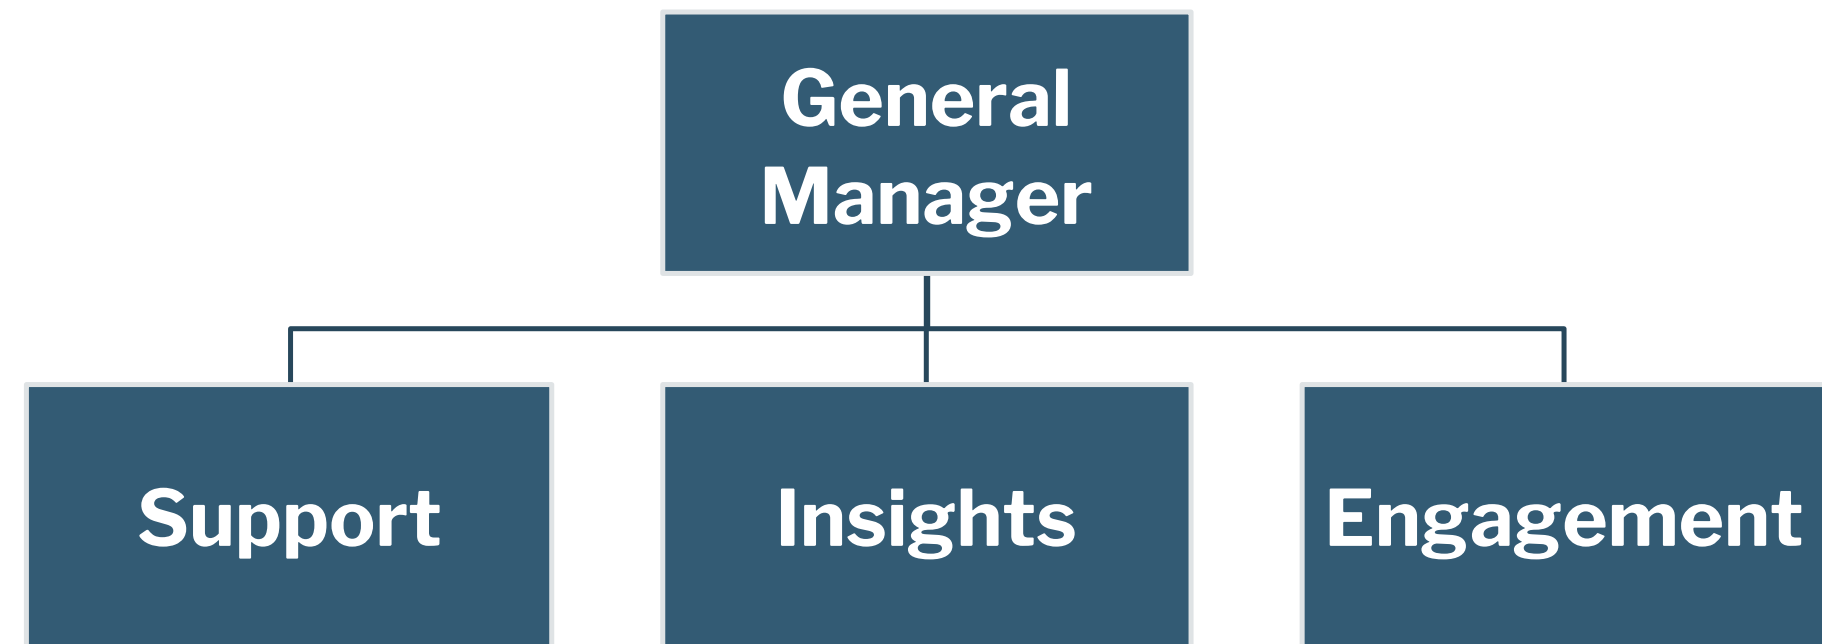 General
Manager
Support
Insights
Engagement